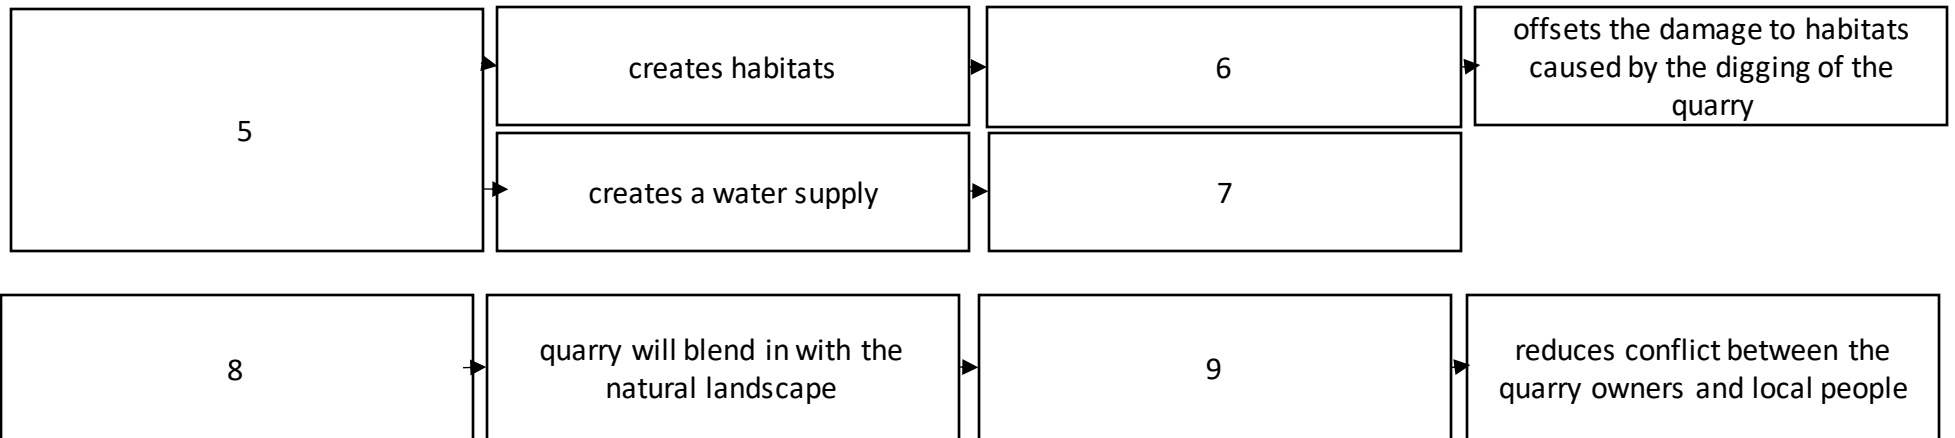 5
creates habitats
6
offsets the damage to habitats
caused by the digging of the
quarry
creates a water supply
7
8
quarry will blend in with the
natural landscape
9
reduces conflict between the
quarry owners and local people